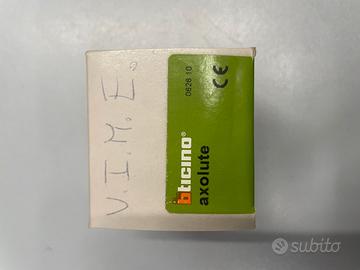 V.I.M.E.
bticino®
axolute
0626 10
CE
subito